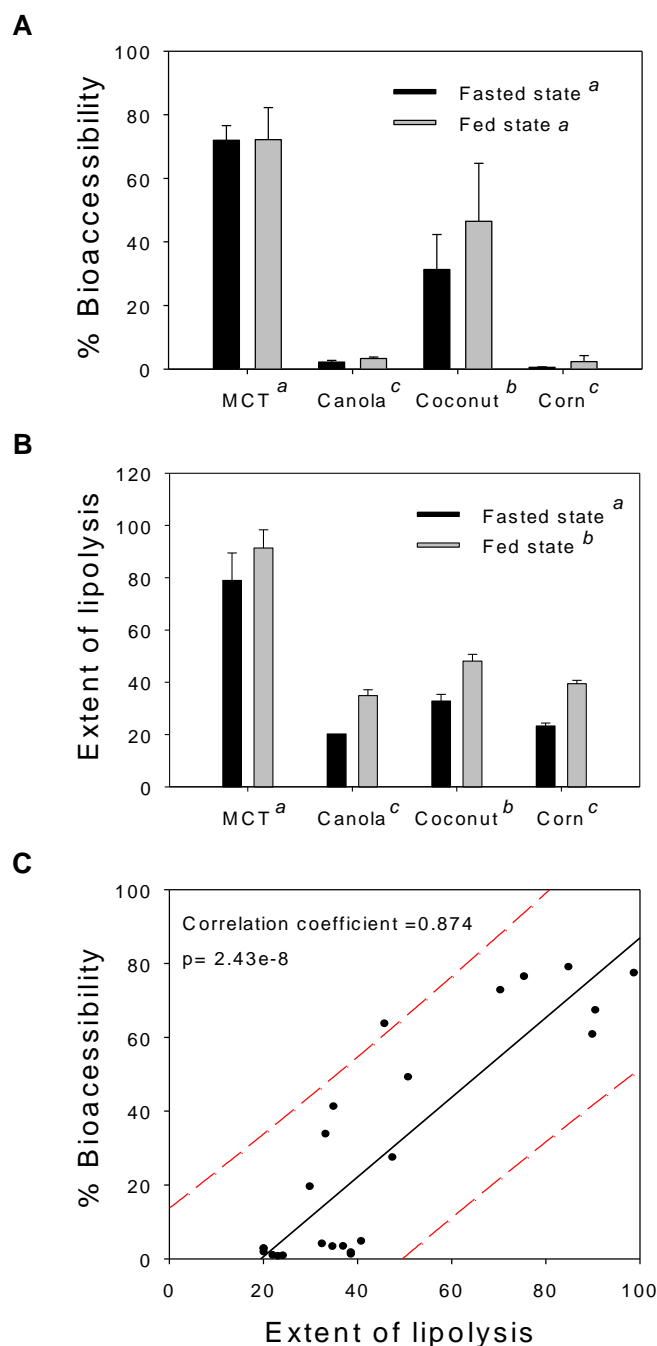 A
% Bioaccessibility
100
80
60
40
20
0
Fasted state a
Fed state a
MCT a
Canola c
Coconut b
Corn c
B
Extent of lipolysis
120
100
80
60
40
20
0
Fasted state a
Fed state b
MCT a
Canola c
Coconut b
Corn c
C
% Bioacessibility
100
80
60
40
20
0
Correlation coefficient =0.874
p= 2.43e-8
0 20 40 60 80 100
Extent of lipolysis